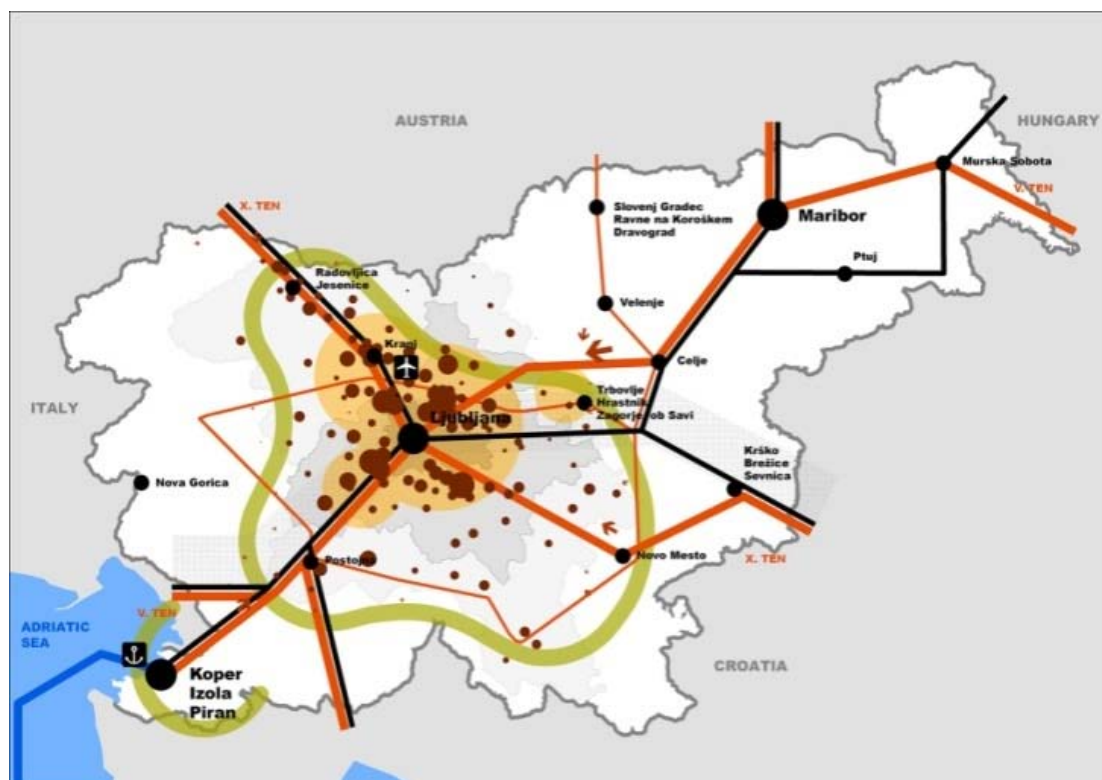 AUSTRIA
HUNGARY
Murska Sobota
V. TEN
X. TEN
Slovenj Gradec
Ravne na Koroškem
Dravograd
Maribor
Ptuj
Radovljica
Jesenice
Velenje
Kranj
Celje
ITALY
Trbovlje
Hrastnik
Zagorje ob Savi
Ljubljana
Krško
Brežice
Sevnica
Nova Gorica
Novo Mesto
X. TEN
Postojna
V. TEN
ADRIATIC
SEA
CROATIA
Koper
Izola
Piran